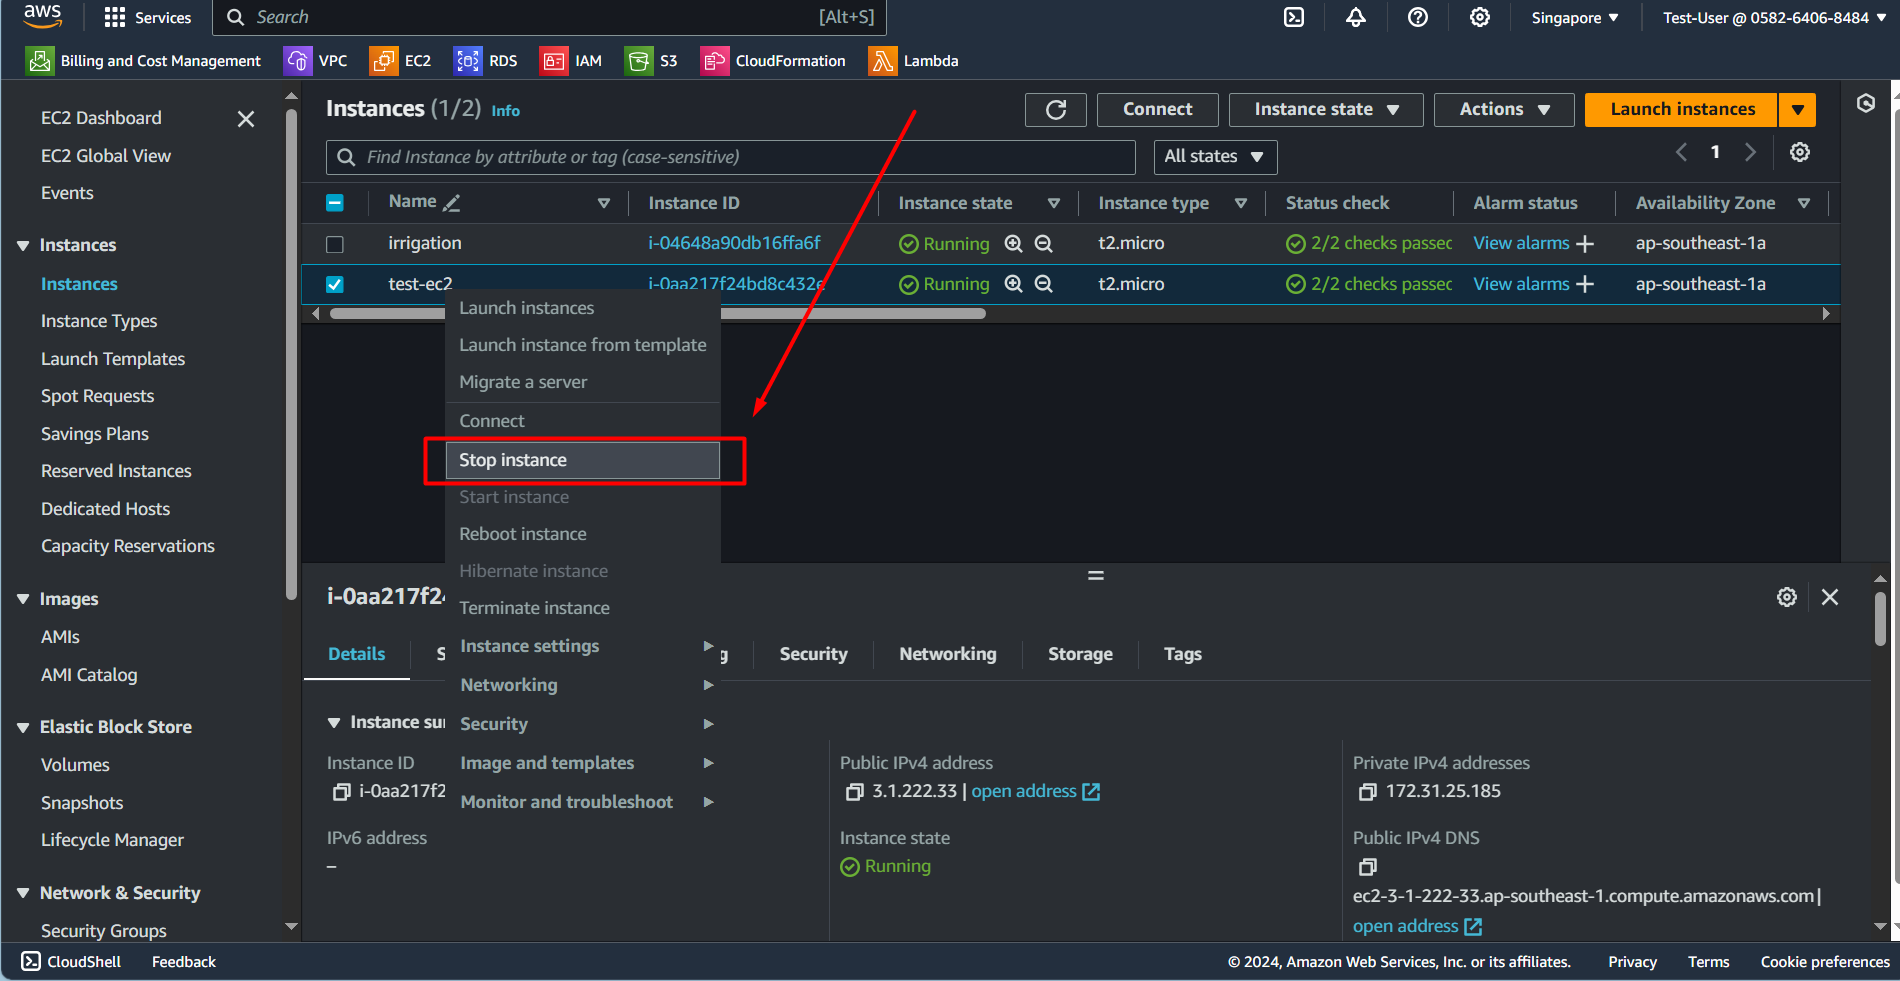 aws Services Search [Alt+S] Singapore Test-User @ 0582-6406-8484
Billing and Cost Management VPC EC2 RDS IAM S3 CloudFormation Lambda
EC2 Dashboard
EC2 Global View
Events
Instances
Instances
Instance Types
Launch Templates
Spot Requests
Savings Plans
Reserved Instances
Dedicated Hosts
Capacity Reservations
Images
AMIs
AMI Catalog
Elastic Block Store
Volumes
Snapshots
Lifecycle Manager
Network & Security
Security Groups
Instances (1/2) Info Connect Instance state Actions Launch instances
Find Instance by attribute or tag (case-sensitive) All states 1
Name Instance ID Instance state Instance type Status check Alarm status Availability Zone
irrigation i-04648a90db16ffa6f Running t2.micro 2/2 checks passed View alarms ap-southeast-1a
test-ec2 i-0aa217f24bd8c432e Running t2.micro 2/2 checks passed View alarms ap-southeast-1a
Launch instances
Launch instance from template
Migrate a server
Connect
Stop instance
Start instance
Reboot instance
Hibernate instance
Terminate instance
Instance settings
Networking
Security
Image and templates
Monitor and troubleshoot
i-0aa217f24
Details S g Security Networking Storage Tags
Instance sum
Instance ID
i-0aa217f2
IPv6 address
–
Public IPv4 address
3.1.222.33 | open address
Instance state
Running
Private IPv4 addresses
172.31.25.185
Public IPv4 DNS
ec2-3-1-222-33.ap-southeast-1.compute.amazonaws.com |
open address
CloudShell Feedback © 2024, Amazon Web Services, Inc. or its affiliates. Privacy Terms Cookie preferences